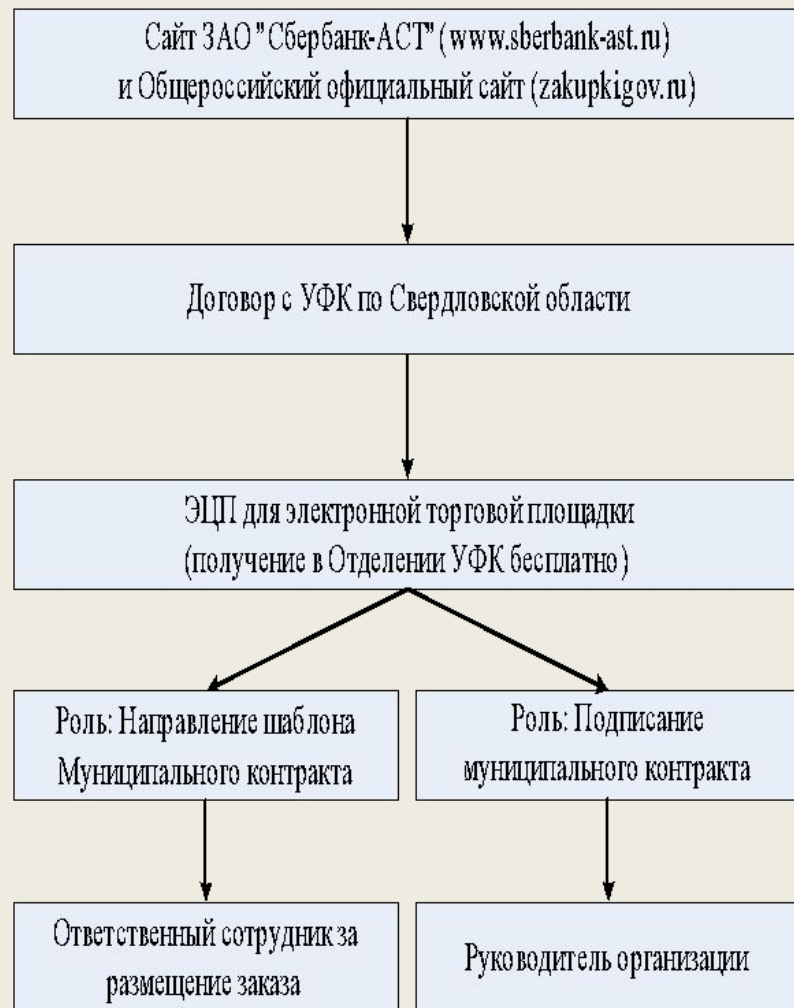 Сайт ЗАО "Сбербанк-АСТ" (www.sberbank-ast.ru)
и Общероссийский официальный сайт (zakupkigov.ru)
Договор с УФК по Свердловской области
ЭЦП для электронной торговой площадки
(получение в Отделении УФК бесплатно)
Роль: Направление шаблона
Муниципального контракта
Роль: Подписание
муниципального контракта
Ответственный сотрудник за
размещение заказа
Руководитель организации